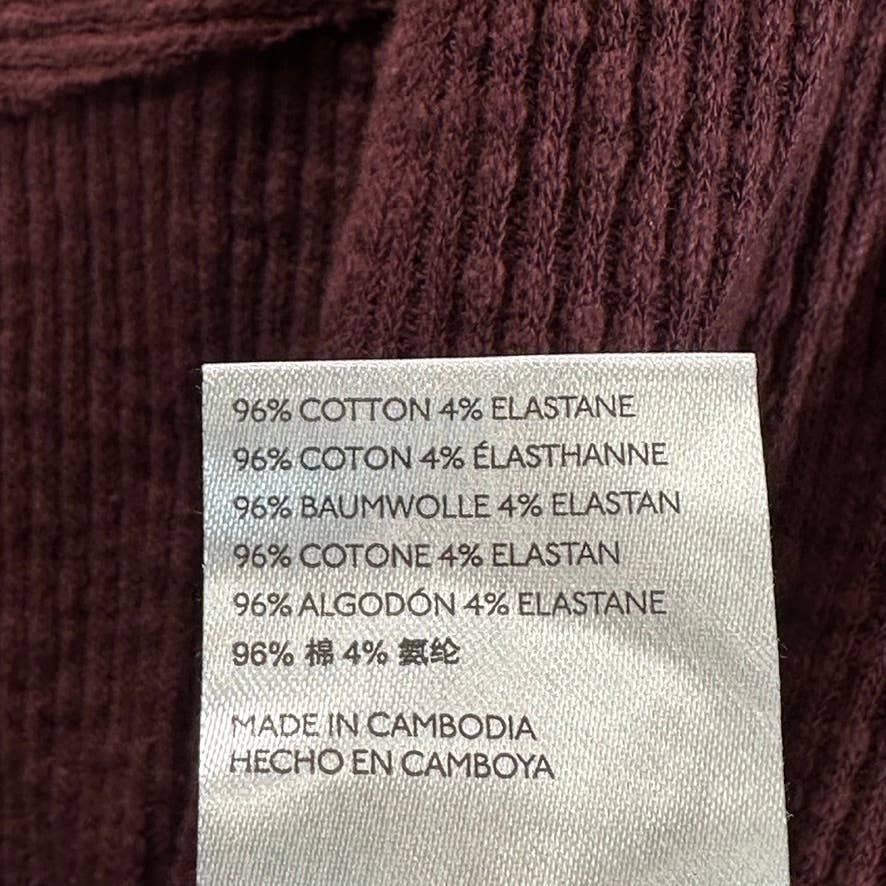 96% COTTON 4% ELASTANE
96% COTON 4% ÉLASTHANNE
96% BAUMWOLLE 4% ELASTAN
96% COTONE 4% ELASTAN
96% ALGODÓN 4% ELASTANE
96% 棉 4% 氨纶
MADE IN CAMBODIA
HECHO EN CAMBOYA